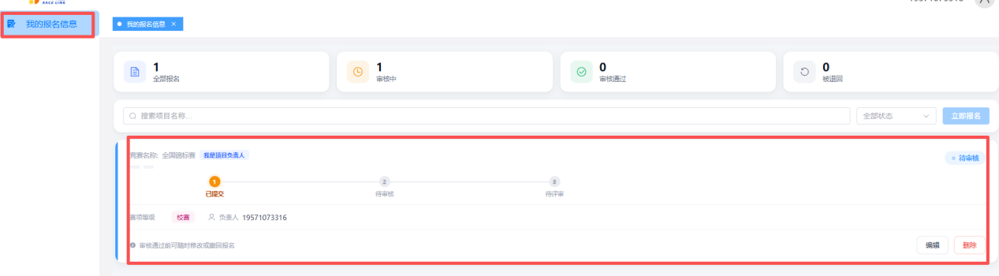 RACE LINK
我的报名信息
我的报名信息 ×
1
全部报名
1
审核中
0
审核通过
0
被退回
搜索项目名称...
全部状态
立即报名
竞赛名称: 全国锦标赛 我是项目负责人
待审核
1 2 3
已提交 待审核 待评审
赛项等级 校赛 负责人 19571073316
审核通过前可随时修改或撤回报名
编辑 删除